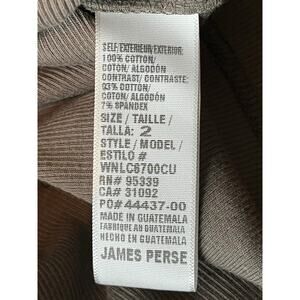 SELF/EXTERIEUR/EXTERIOR:
100% COTTON/
COTON/ ALGODÓN
CONTRAST/ CONTRASTE:
93% COTTON/
COTON/ ALGODÓN
7% SPANDEX
SIZE / TAILLE /
TALLA: 2
STYLE / MODEL /
ESTILO #
WNLC6700CU
RN# 95339
CA# 31092
PO# 44437-00
MADE IN GUATEMALA
FABRIQUE AU GUATEMALA
HECHO EN GUATEMALA
JAMES PERSE